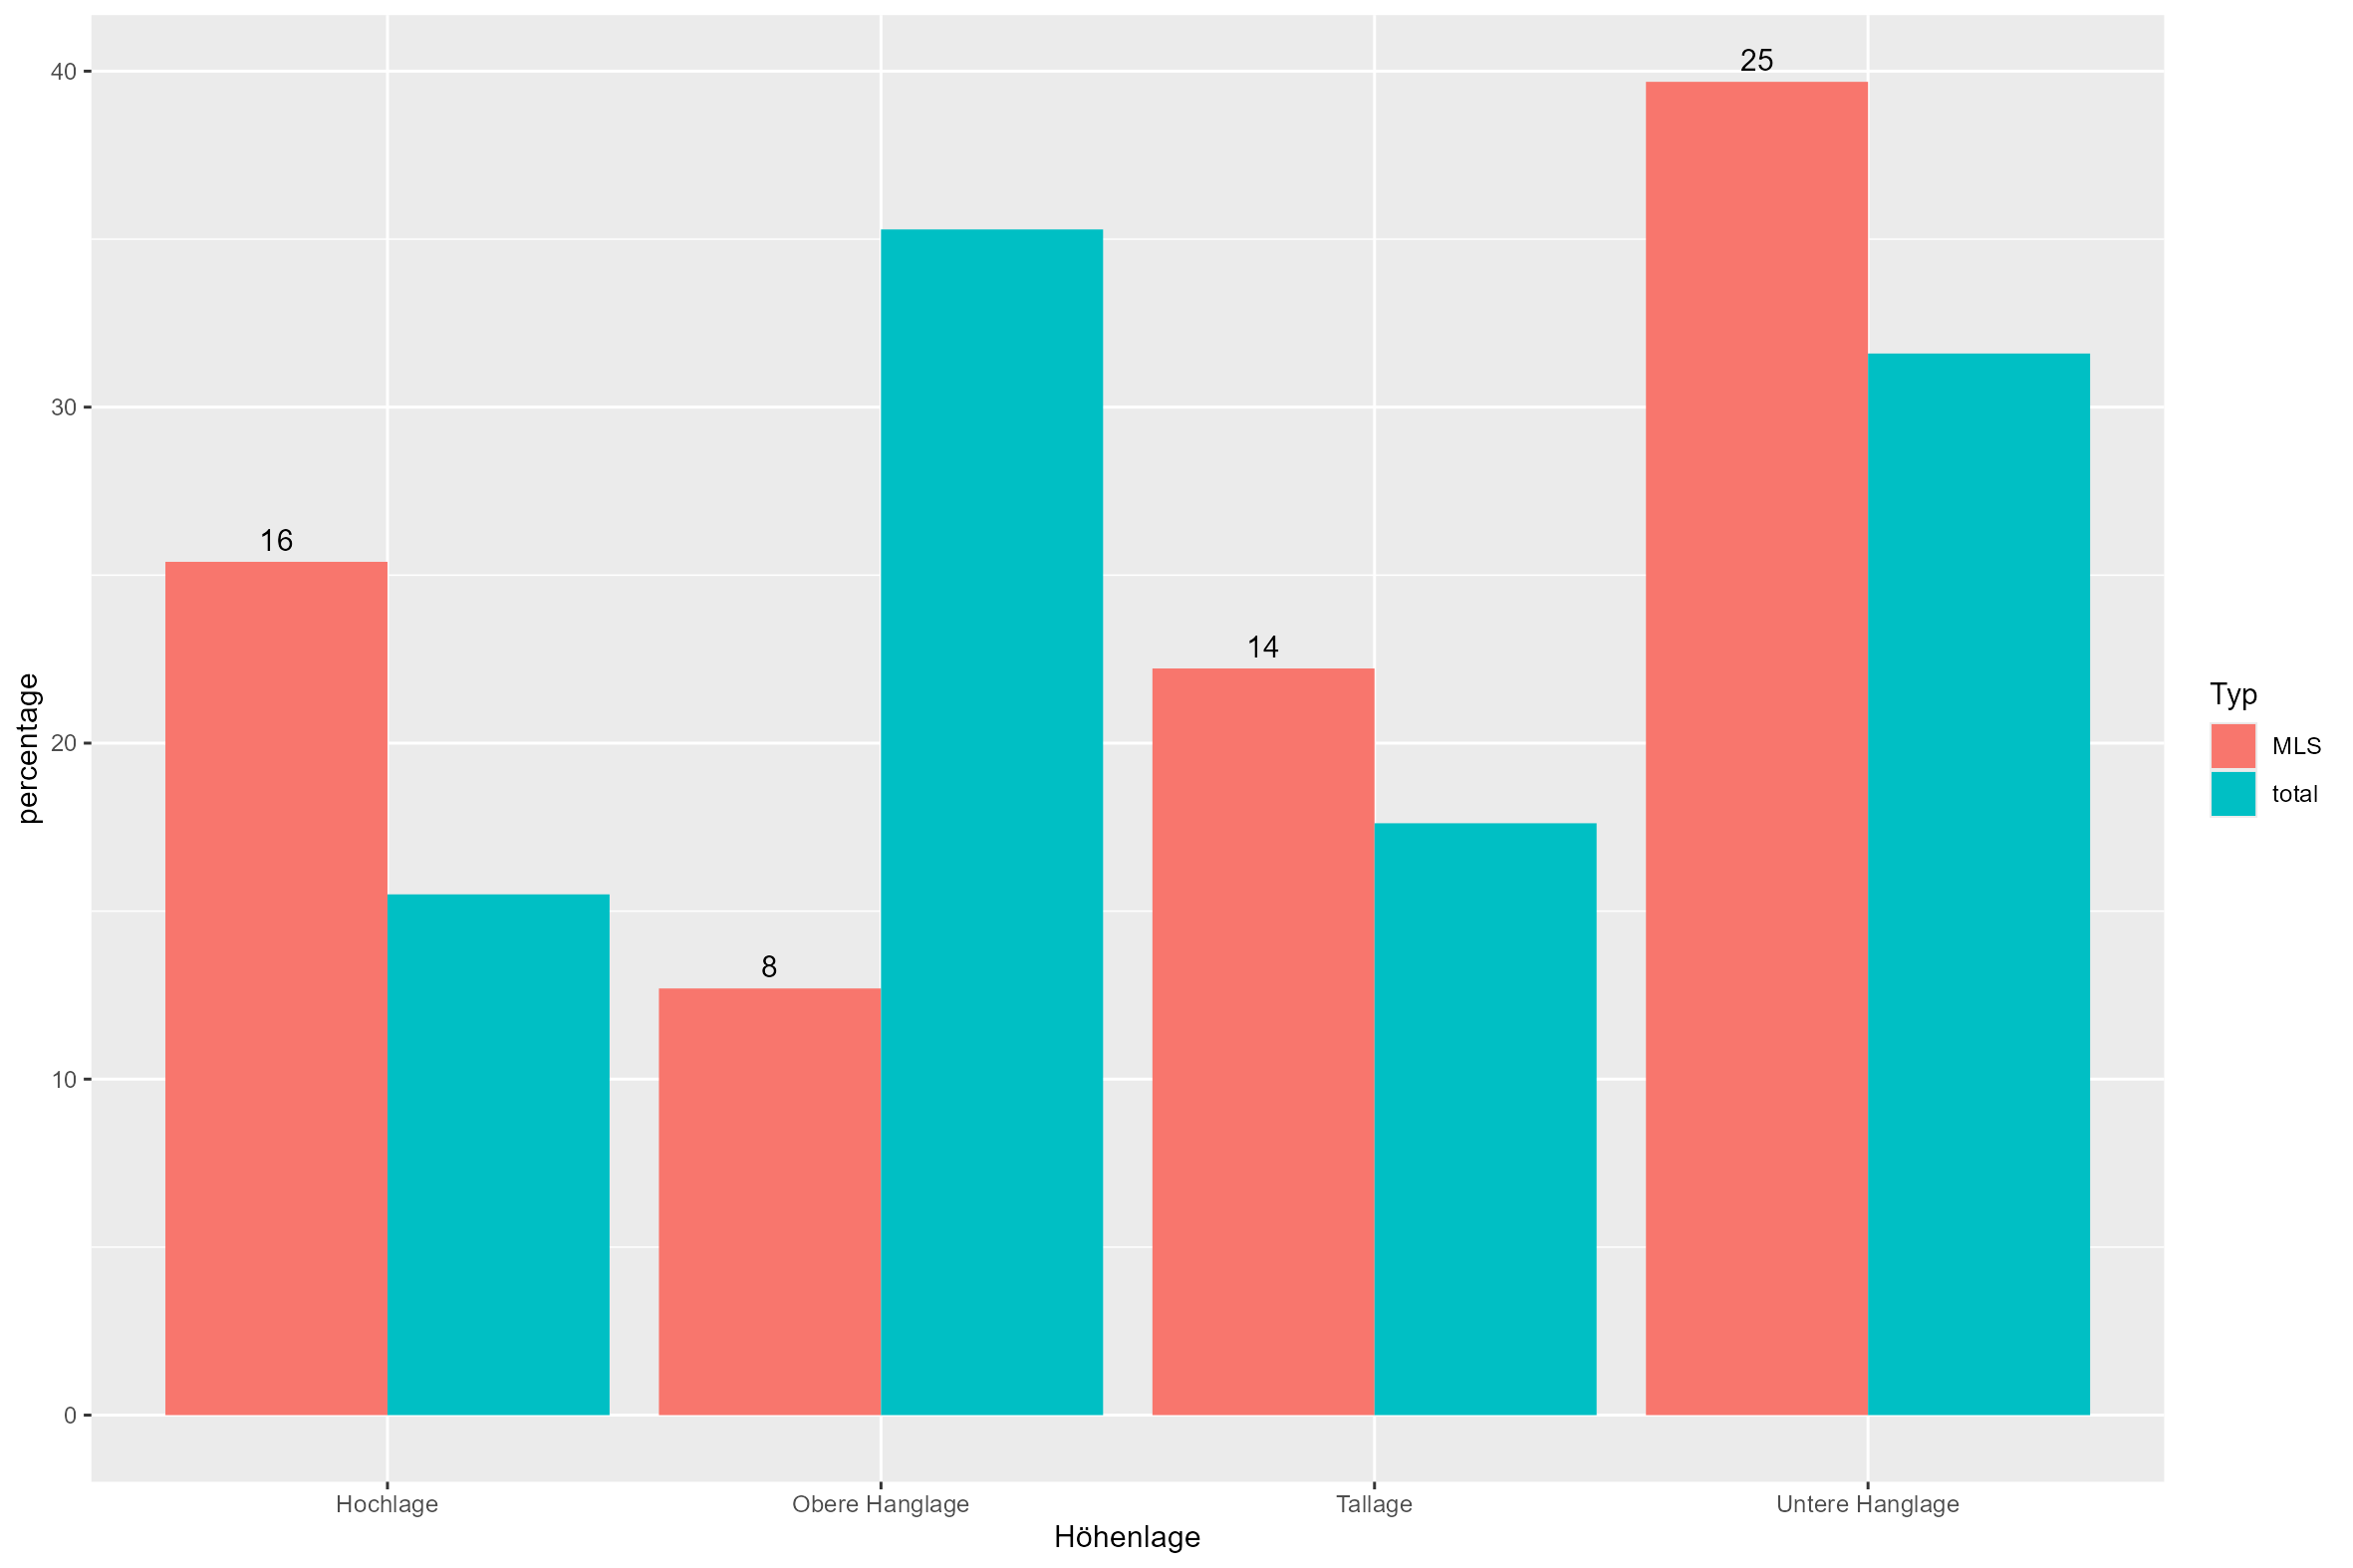 40
30
20
10
0
percentage
16
8
14
25
Hochlage
Obere Hanglage
Tallage
Untere Hanglage
Höhenlage
Typ
MLS
total